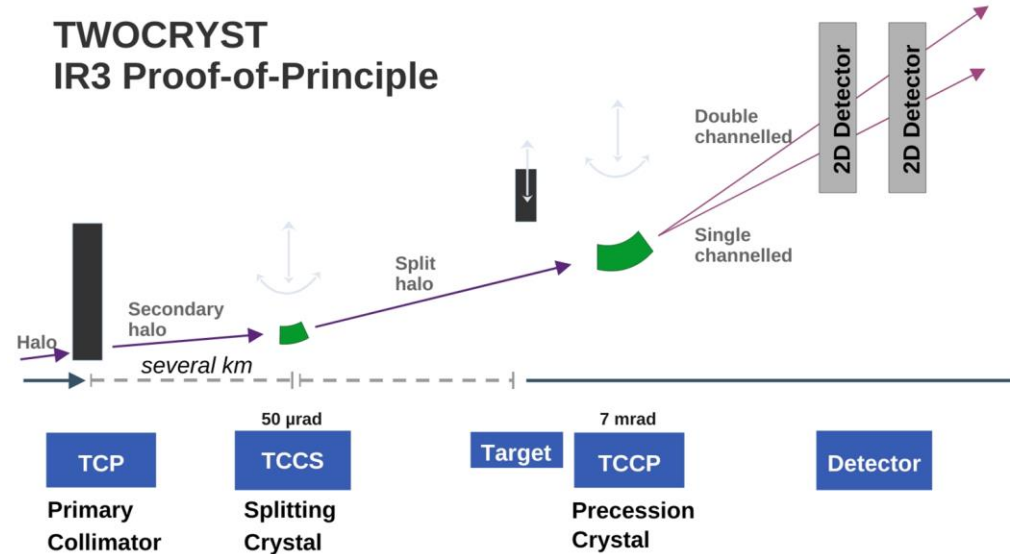 TWOCRYST
IR3 Proof-of-Principle
2D Detector
2D Detector
Double
channelled
Single
channelled
Split
halo
Secondary
halo
Halo
several km
50 µrad
7 mrad
TCP
TCCS
Target
TCCP
Detector
Primary
Collimator
Splitting
Crystal
Precession
Crystal